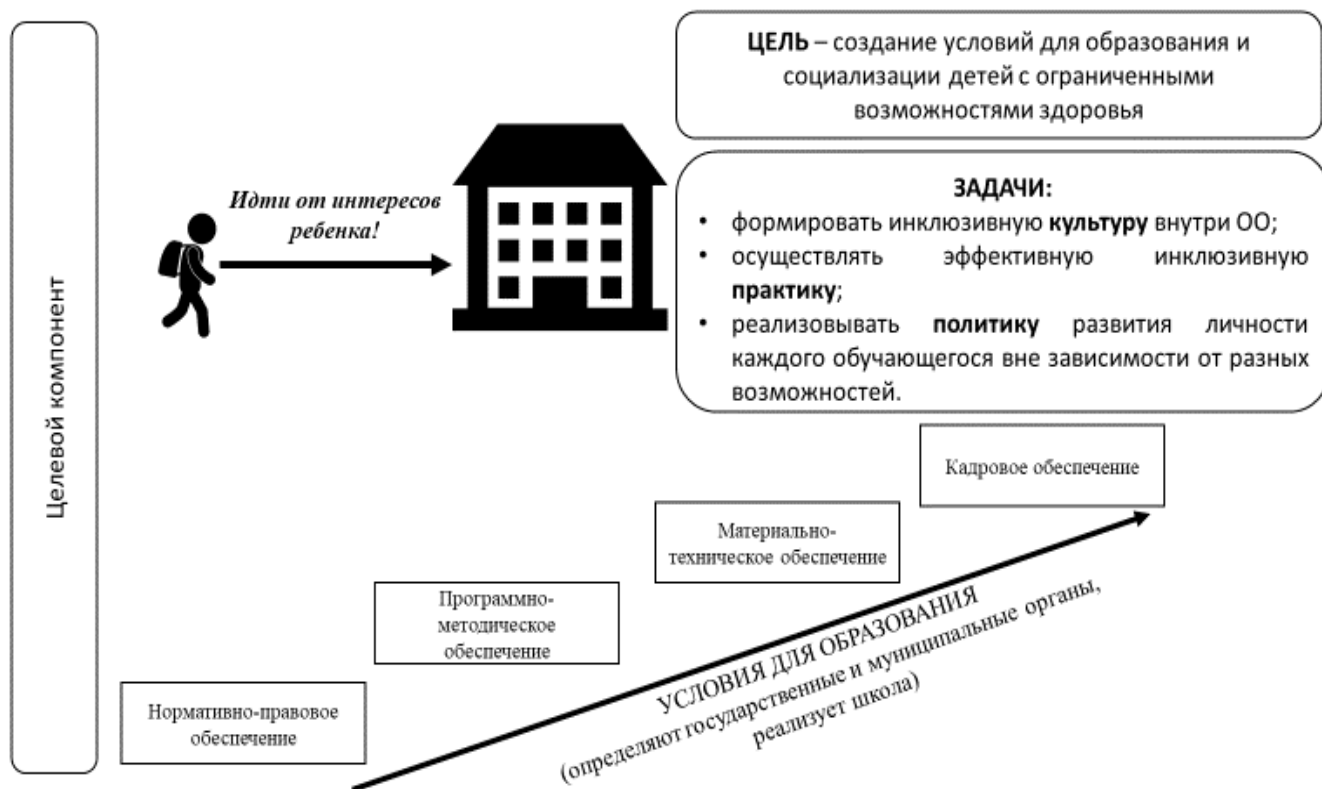 Целевой компонент
ЦЕЛЬ – создание условий для образования и
социализации детей с ограниченными
возможностями здоровья
Идти от интересов
ребенка!
ЗАДАЧИ:
• формировать инклюзивную культуру внутри ОО;
• осуществлять эффективную инклюзивную
практику;
• реализовывать политику развития личности
каждого обучающегося вне зависимости от разных
возможностей.
Кадровое обеспечение
Материально-
техническое обеспечение
Программно-
методическое
обеспечение
Нормативно-правовое
обеспечение
УСЛОВИЯ ДЛЯ ОБРАЗОВАНИЯ
(определяют государственные и муниципальные органы,
реализует школа)